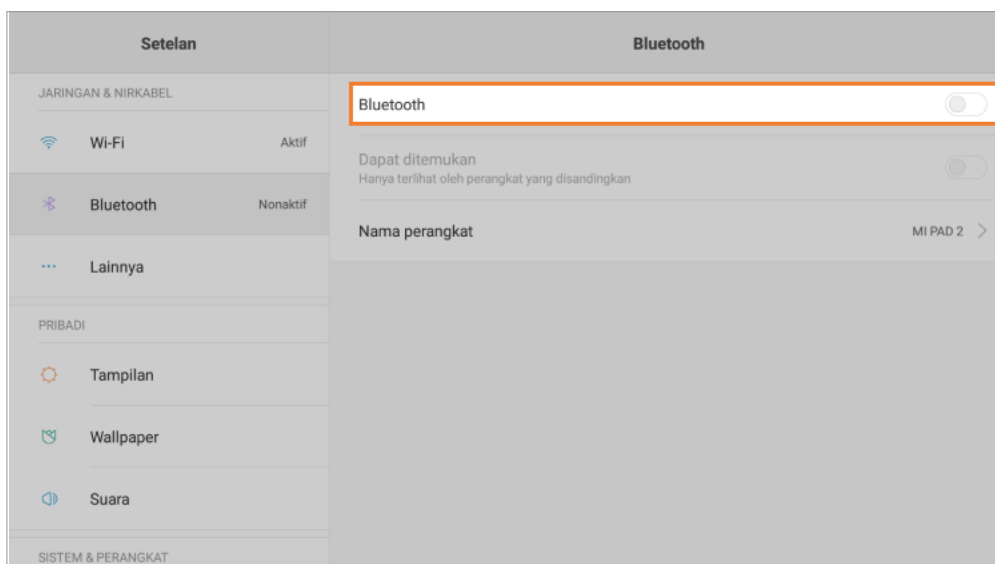 Setelan
JARINGAN & NIRKABEL
Wi-Fi Aktif
Bluetooth Nonaktif
Lainnya
PRIBADI
Tampilan
Wallpaper
Suara
SISTEM & PERANGKAT
Bluetooth
Bluetooth
Dapat ditemukan
Hanya terlihat oleh perangkat yang disandingkan
Nama perangkat MI PAD 2